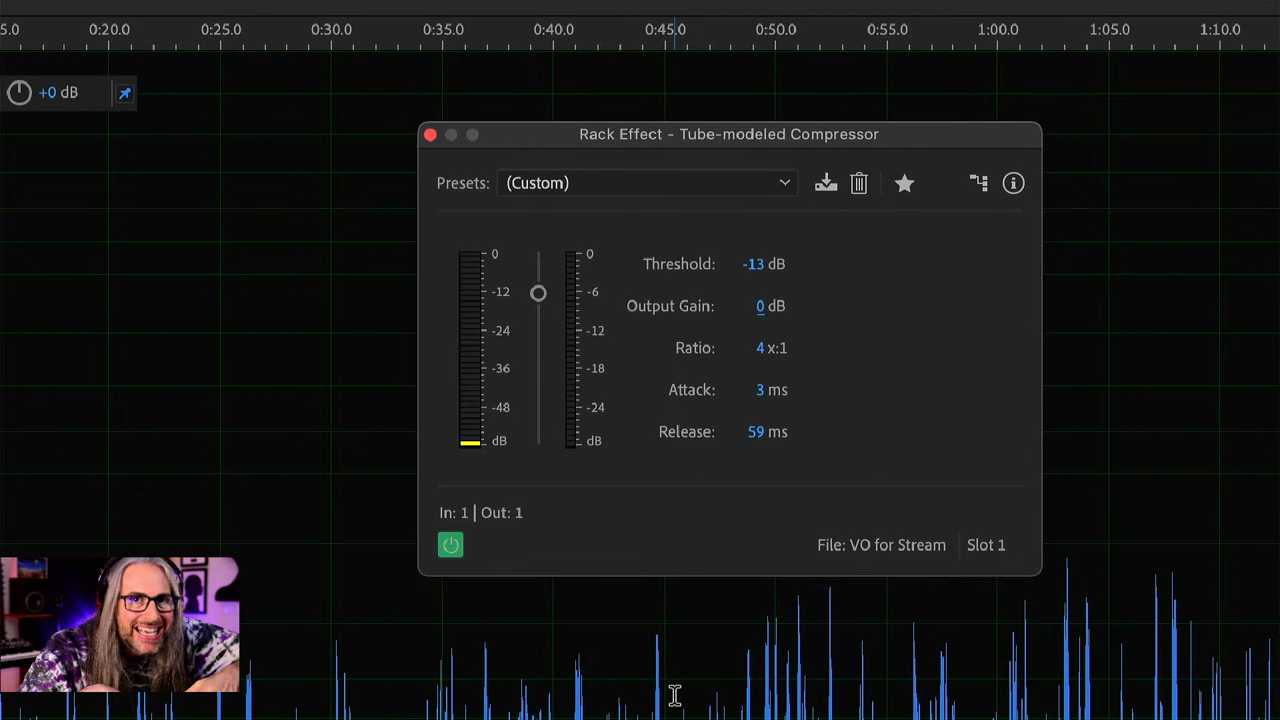 5.0 0:20.0 0:25.0 0:30.0 0:35.0 0:40.0 0:45.0 0:50.0 0:55.0 1:00.0 1:05.0 1:10.0
+0 dB
Rack Effect - Tube-modeled Compressor
Presets: (Custom)
0 0 Threshold: -13 dB
-12 -6 Output Gain: 0 dB
-24 -12 Ratio: 4 x:1
-36 -18 Attack: 3 ms
-48 -24 Release: 59 ms
dB dB
In: 1 | Out: 1
File: VO for Stream Slot 1